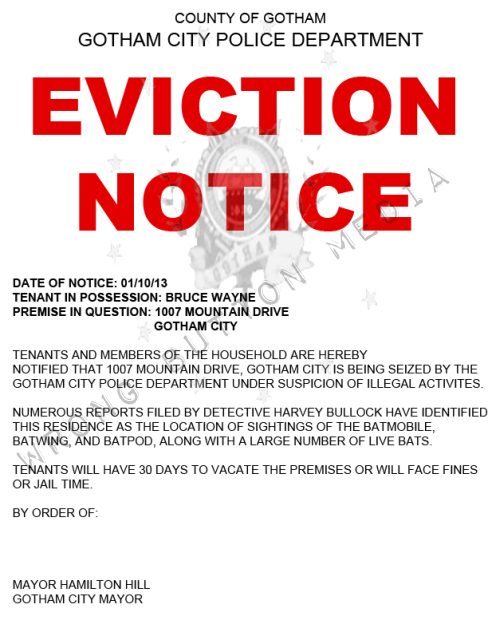 COUNTY OF GOTHAM
GOTHAM CITY POLICE DEPARTMENT
EVICTION
NOTICE
GOTHAM
WRONG BUTTON MEDIA
DATE OF NOTICE: 01/10/13
TENANT IN POSSESSION: BRUCE WAYNE
PREMISE IN QUESTION: 1007 MOUNTAIN DRIVE
GOTHAM CITY
TENANTS AND MEMBERS OF THE HOUSEHOLD ARE HEREBY
NOTIFIED THAT 1007 MOUNTAIN DRIVE, GOTHAM CITY IS BEING SEIZED BY THE
GOTHAM CITY POLICE DEPARTMENT UNDER SUSPICION OF ILLEGAL ACTIVITES.
NUMEROUS REPORTS FILED BY DETECTIVE HARVEY BULLOCK HAVE IDENTIFIED
THIS RESIDENCE AS THE LOCATION OF SIGHTINGS OF THE BATMOBILE,
BATWING, AND BATPOD, ALONG WITH A LARGE NUMBER OF LIVE BATS.
TENANTS WILL HAVE 30 DAYS TO VACATE THE PREMISES OR WILL FACE FINES
OR JAIL TIME.
BY ORDER OF:
MAYOR HAMILTON HILL
GOTHAM CITY MAYOR